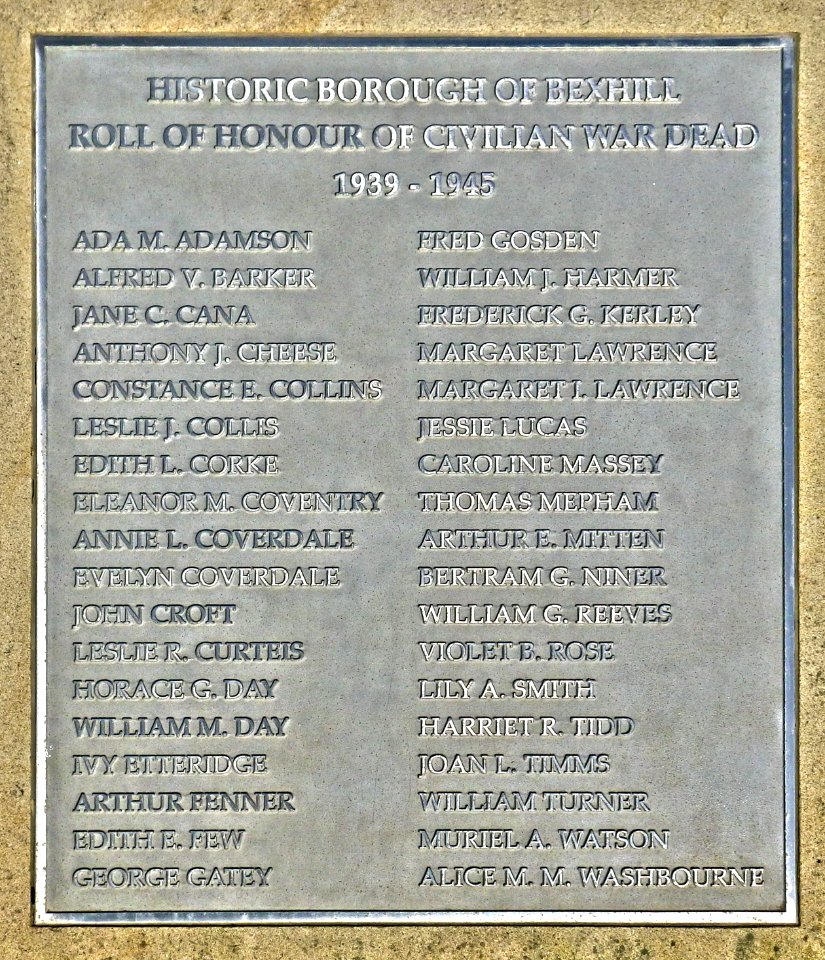 HISTORIC BOROUGH OF BEXHILL
ROLL OF HONOUR OF CIVILIAN WAR DEAD
1939 - 1945
ADA M. ADAMSON
ALFRED V. BARKER
JANE C. CANA
ANTHONY J. CHEESE
CONSTANCE E. COLLINS
LESLIE J. COLLIS
EDITH L. CORKE
ELEANOR M. COVENTRY
ANNIE L. COVERDALE
EVELYN COVERDALE
JOHN CROFT
LESLIE R. CURTEIS
HORACE G. DAY
WILLIAM M. DAY
IVY ETTERIDGE
ARTHUR FENNER
EDITH E. FEW
GEORGE GATEY
FRED GOSDEN
WILLIAM J. HARMER
FREDERICK G. KERLEY
MARGARET LAWRENCE
MARGARET I. LAWRENCE
JESSIE LUCAS
CAROLINE MASSEY
THOMAS MEPHAM
ARTHUR E. MITTEN
BERTRAM G. NINER
WILLIAM G. REEVES
VIOLET B. ROSE
LILY A. SMITH
HARRIET R. TIDD
JOAN L. TIMMS
WILLIAM TURNER
MURIEL A. WATSON
ALICE M. M. WASHBOURNE